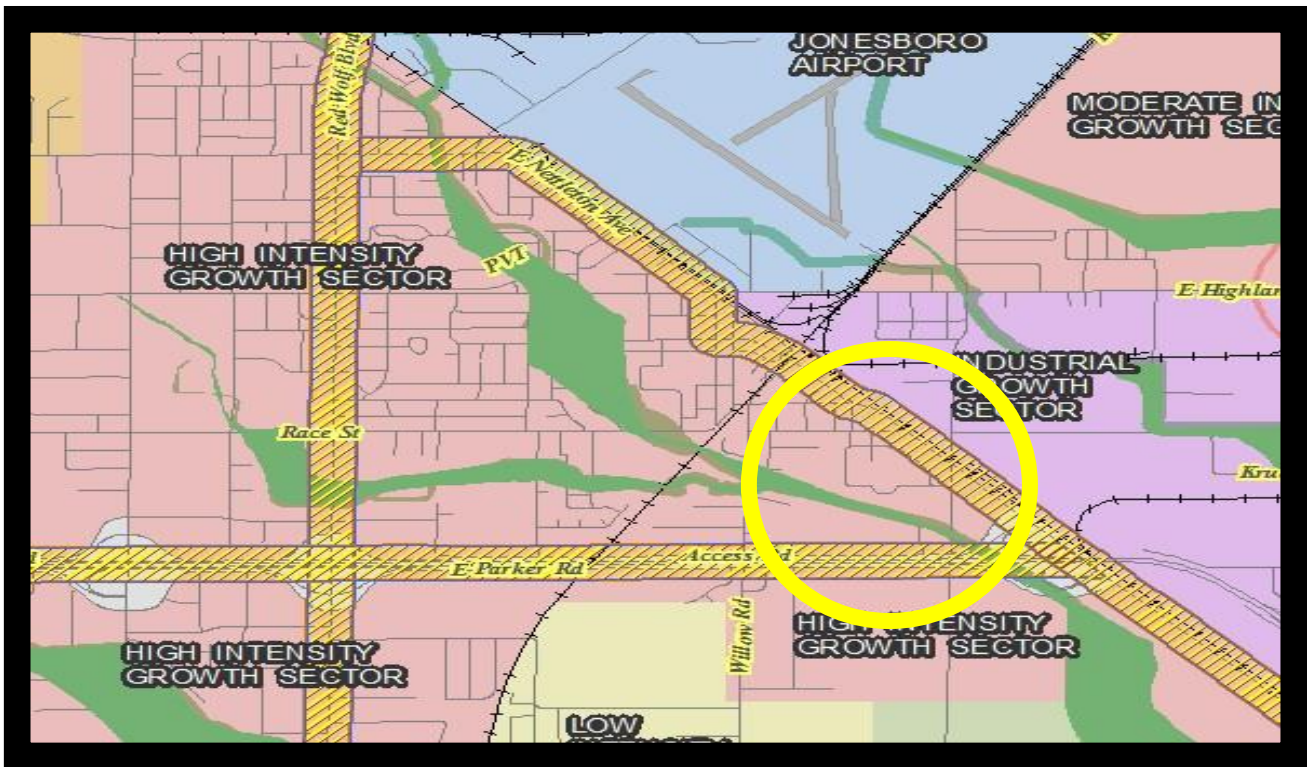 JONESBORO
AIRPORT
MODERATE IN
GROWTH SEC
Red Wolf Blvd
E Nettleton Ave
HIGH INTENSITY
GROWTH SECTOR
PVT
E Highlan
INDUSTRIAL
GROWTH
SECTOR
Race St
Kru
Access Rd
E Parker Rd
Willow Rd
HIGH INTENSITY
GROWTH SECTOR
HIGH INTENSITY
GROWTH SECTOR
LOW